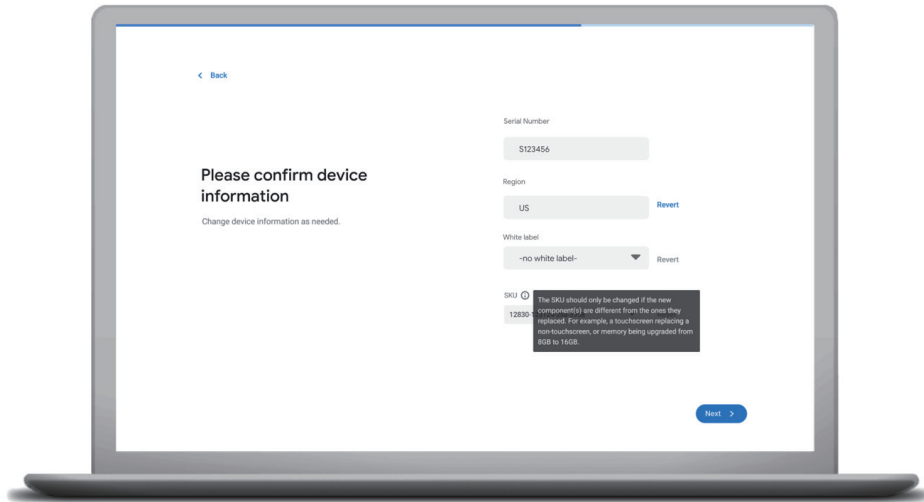 Back
Please confirm device
information
Change device information as needed.
Serial Number
S123456
Region
US
Revert
White label
-no white label-
Revert
SKU
The SKU should only be changed if the new
component(s) are different from the ones they
replaced. For example, a touchscreen replacing a
non-touchscreen, or memory being upgraded from
8GB to 16GB.
Next